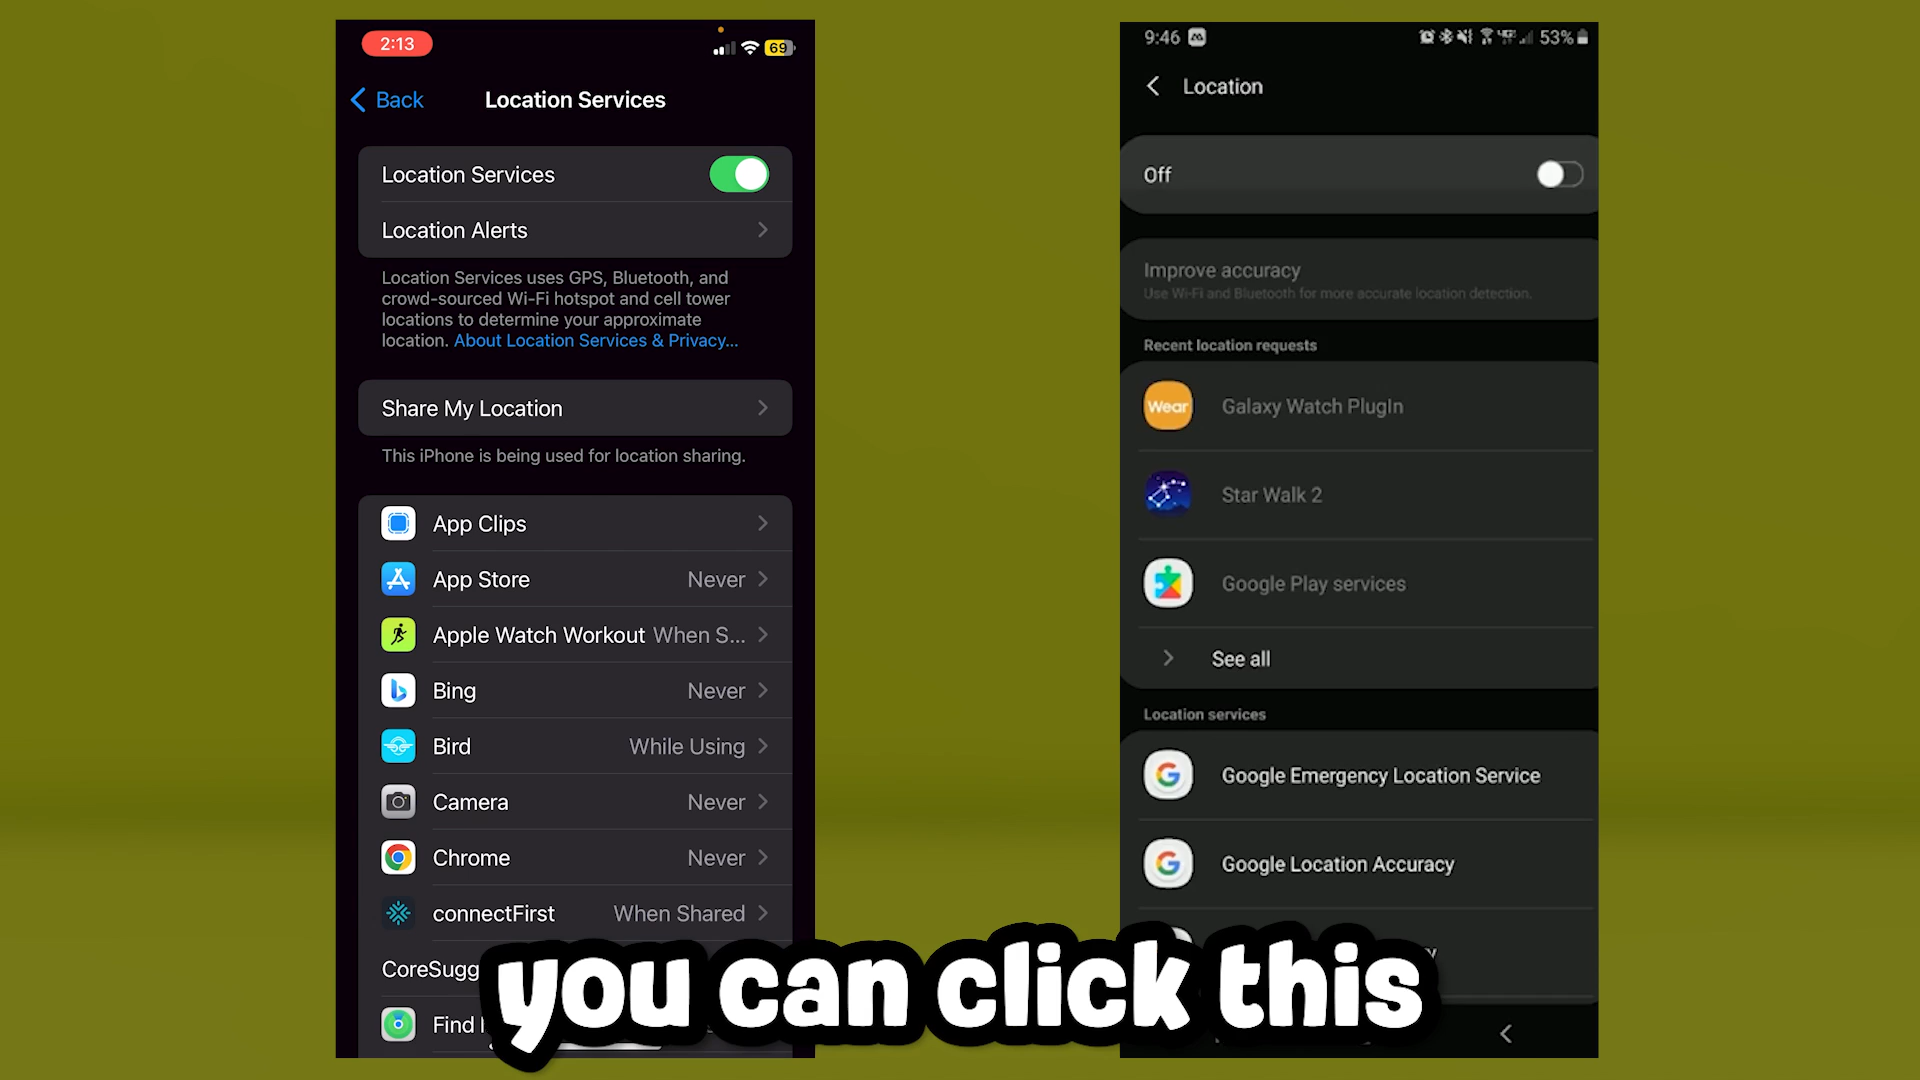 2:13
69
Back
Location Services
Location Services
Location Alerts
Location Services uses GPS, Bluetooth, and
crowd-sourced Wi-Fi hotspot and cell tower
locations to determine your approximate
location. About Location Services & Privacy...
Share My Location
This iPhone is being used for location sharing.
App Clips
App Store Never
Apple Watch Workout When S...
Bing Never
Bird While Using
Camera Never
Chrome Never
connectFirst When Shared
CoreSugg
Find
9:46
53%
Location
Off
Improve accuracy
Use Wi-Fi and Bluetooth for more accurate location detection.
Recent location requests
Wear
Galaxy Watch PlugIn
Star Walk 2
Google Play services
See all
Location services
Google Emergency Location Service
Google Location Accuracy
you can click this